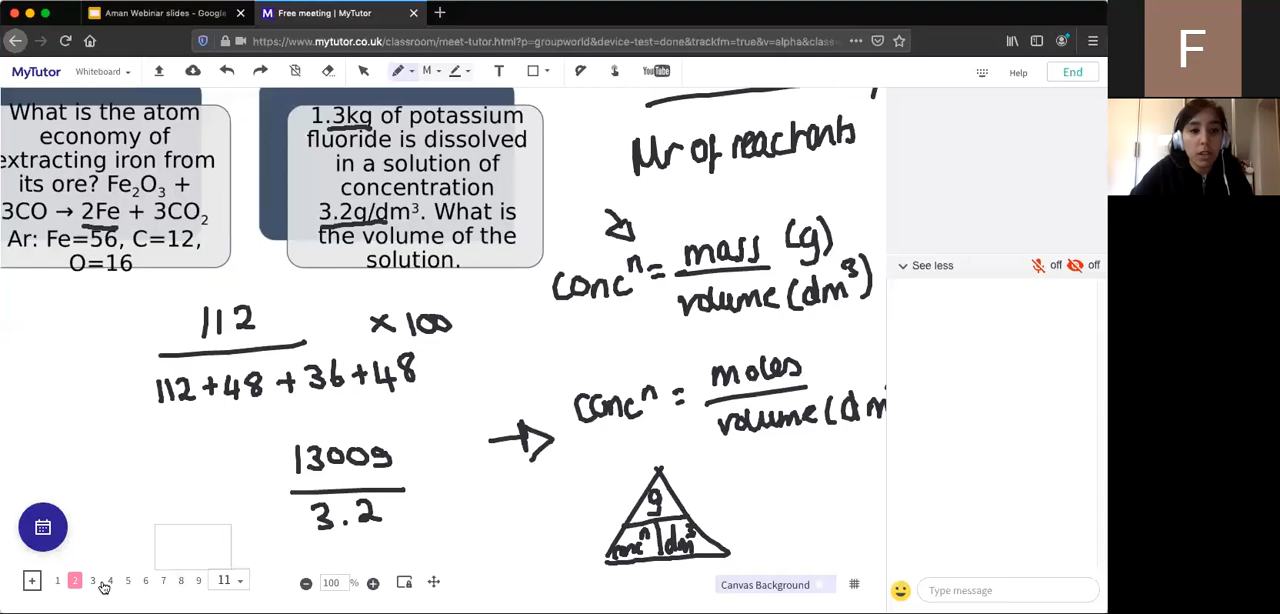 Aman Webinar slides - Google
Free meeting | MyTutor
https://www.mytutor.co.uk/classroom/meet-tutor.html?p=groupworld&device-test=done&trackfm=true&v=alpha&class
MyTutor
Whiteboard
M
T
YouTube
Help
End
What is the atom
economy of
extracting iron from
its ore? Fe₂O₃ +
3CO → 2Fe + 3CO₂
Ar: Fe=56, C=12,
O=16
1.3kg of potassium
fluoride is dissolved
in a solution of
concentration
3.2g/dm³. What is
the volume of the
solution.
Mr of reactants
concⁿ = mass (g)
volume (dm³)
112 × 100
112 + 48 + 36 + 48
concⁿ = moles
volume (dm
1300g
3.2
g
concⁿ dm³
1 2 3 4 5 6 7 8 9 11
100 %
Canvas Background
F
See less
off off
Type message